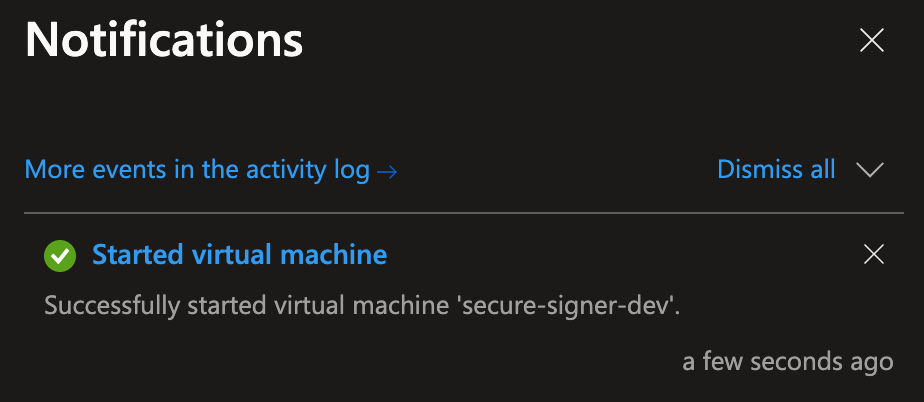 Notifications
More events in the activity log →
Dismiss all
Started virtual machine
Successfully started virtual machine 'secure-signer-dev'.
a few seconds ago